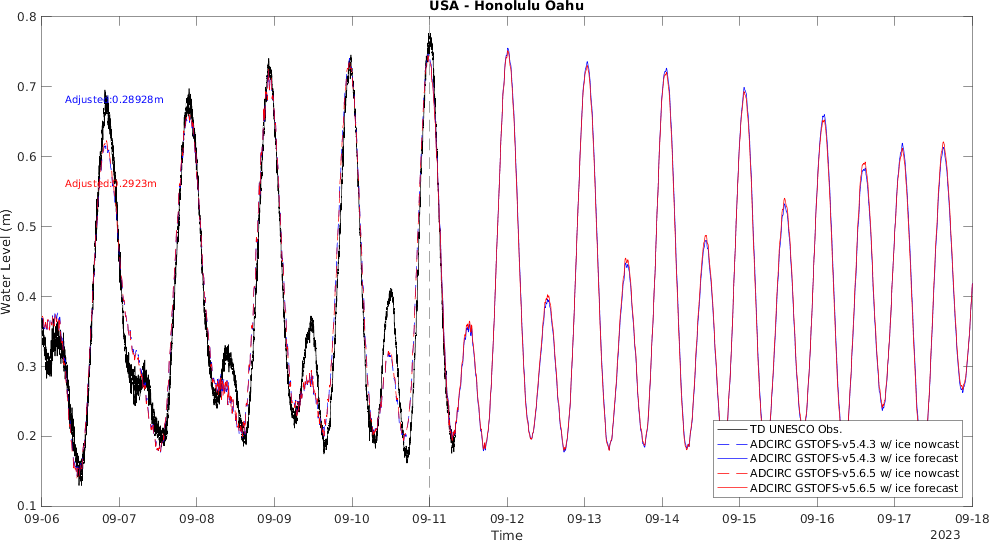 USA - Honolulu Oahu
0.8
0.7
0.6
0.5
0.4
0.3
0.2
0.1
Water Level (m)
Adjusted:0.28928m
Adjusted:0.2923m
TD UNESCO Obs.
ADCIRC GSTOFS-v5.4.3 w/ ice nowcast
ADCIRC GSTOFS-v5.4.3 w/ ice forecast
ADCIRC GSTOFS-v5.6.5 w/ ice nowcast
ADCIRC GSTOFS-v5.6.5 w/ ice forecast
09-06 09-07 09-08 09-09 09-10 09-11 09-12 09-13 09-14 09-15 09-16 09-17 09-18
Time
2023